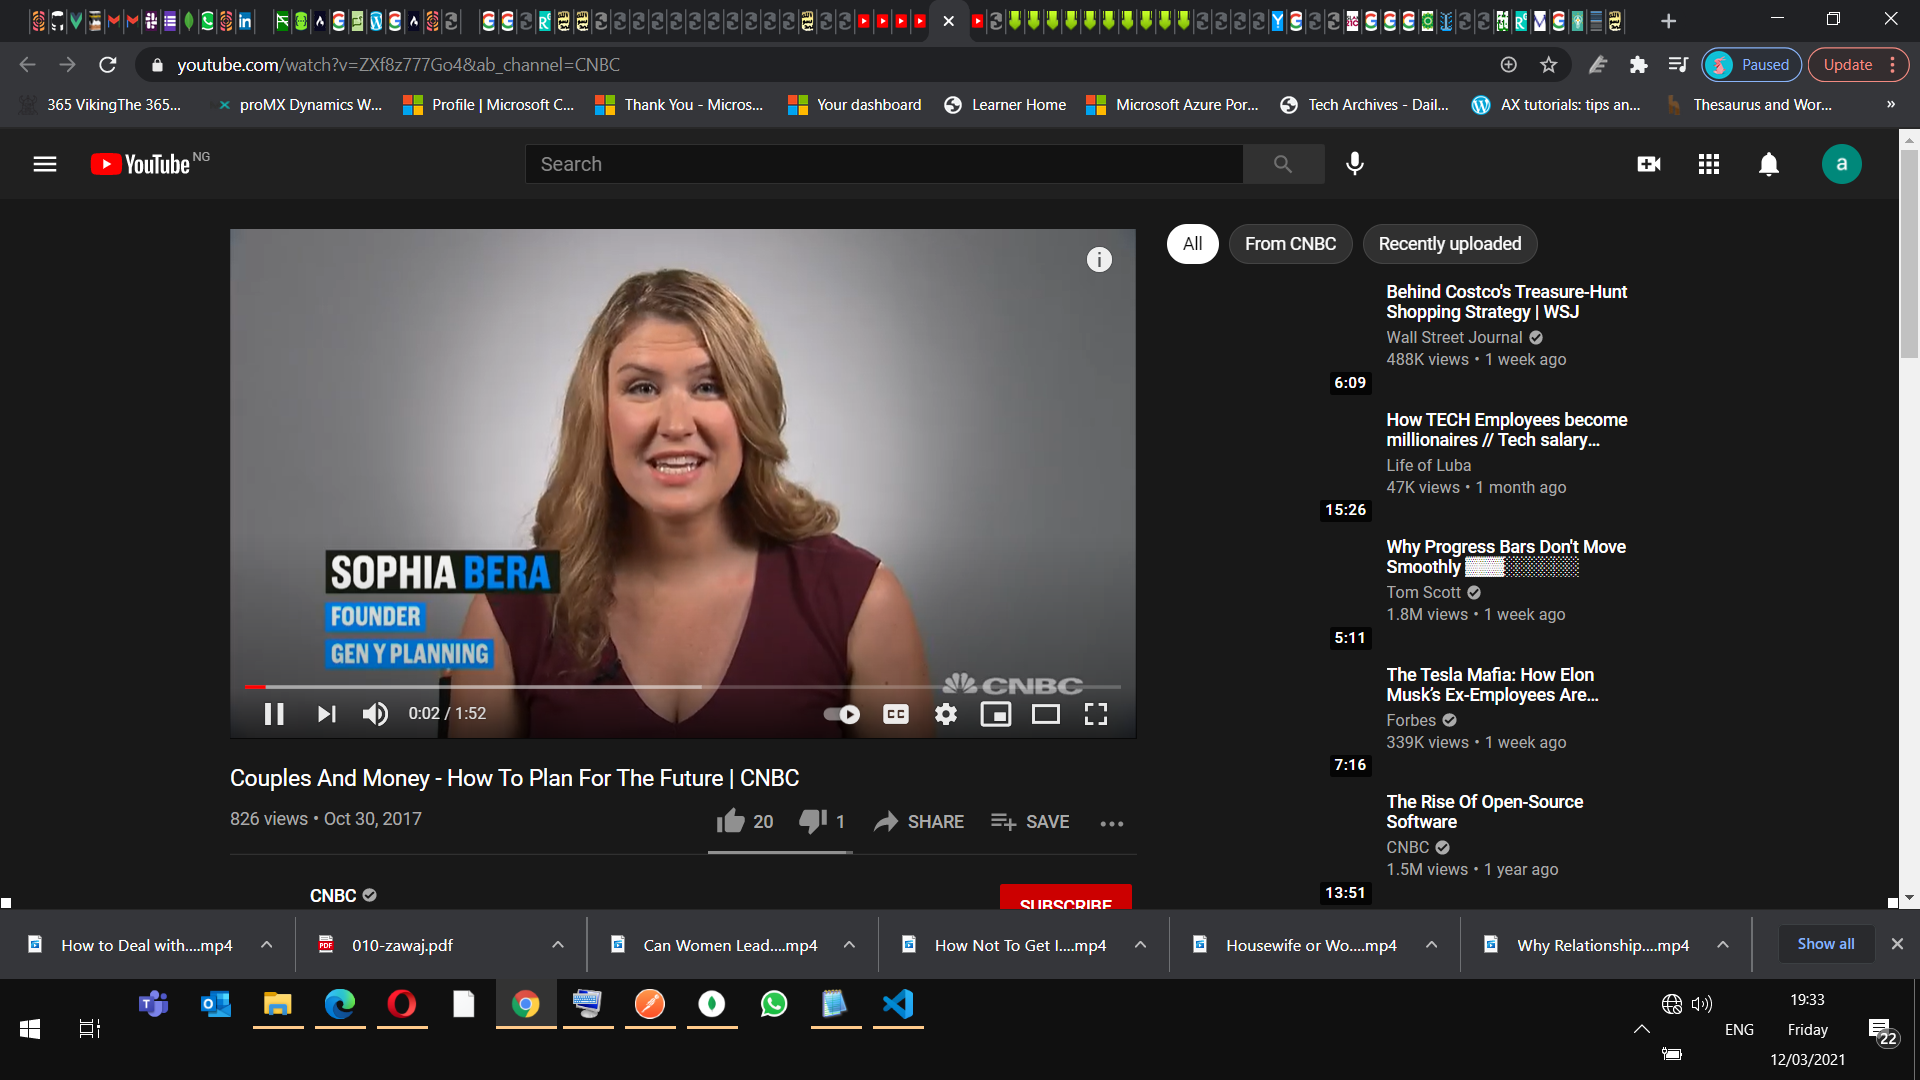 youtube.com/watch?v=ZXf8z777Go4&ab_channel=CNBC
Paused
Update
365 VikingThe 365...
proMX Dynamics W...
Profile | Microsoft C...
Thank You - Micros...
Your dashboard
Learner Home
Microsoft Azure Por...
Tech Archives - Dail...
AX tutorials: tips an...
Thesaurus and Wor...
»
YouTube NG
Search
a
All
From CNBC
Recently uploaded
SOPHIA BERA
FOUNDER
GEN Y PLANNING
CNBC
0:02 / 1:52
CC
Couples And Money - How To Plan For The Future | CNBC
826 views • Oct 30, 2017
20
1
SHARE
SAVE
CNBC
SUBSCRIBE
Behind Costco's Treasure-Hunt
Shopping Strategy | WSJ
Wall Street Journal
488K views • 1 week ago
6:09
How TECH Employees become
millionaires // Tech salary...
Life of Luba
47K views • 1 month ago
15:26
Why Progress Bars Don't Move
Smoothly ▓▓▓░░░░░░
Tom Scott
1.8M views • 1 week ago
5:11
The Tesla Mafia: How Elon
Musk’s Ex-Employees Are...
Forbes
339K views • 1 week ago
7:16
The Rise Of Open-Source
Software
CNBC
1.5M views • 1 year ago
13:51
How to Deal with....mp4
010-zawaj.pdf
Can Women Lead....mp4
How Not To Get I....mp4
Housewife or Wo....mp4
Why Relationship....mp4
Show all
19:33
ENG
Friday
22
12/03/2021